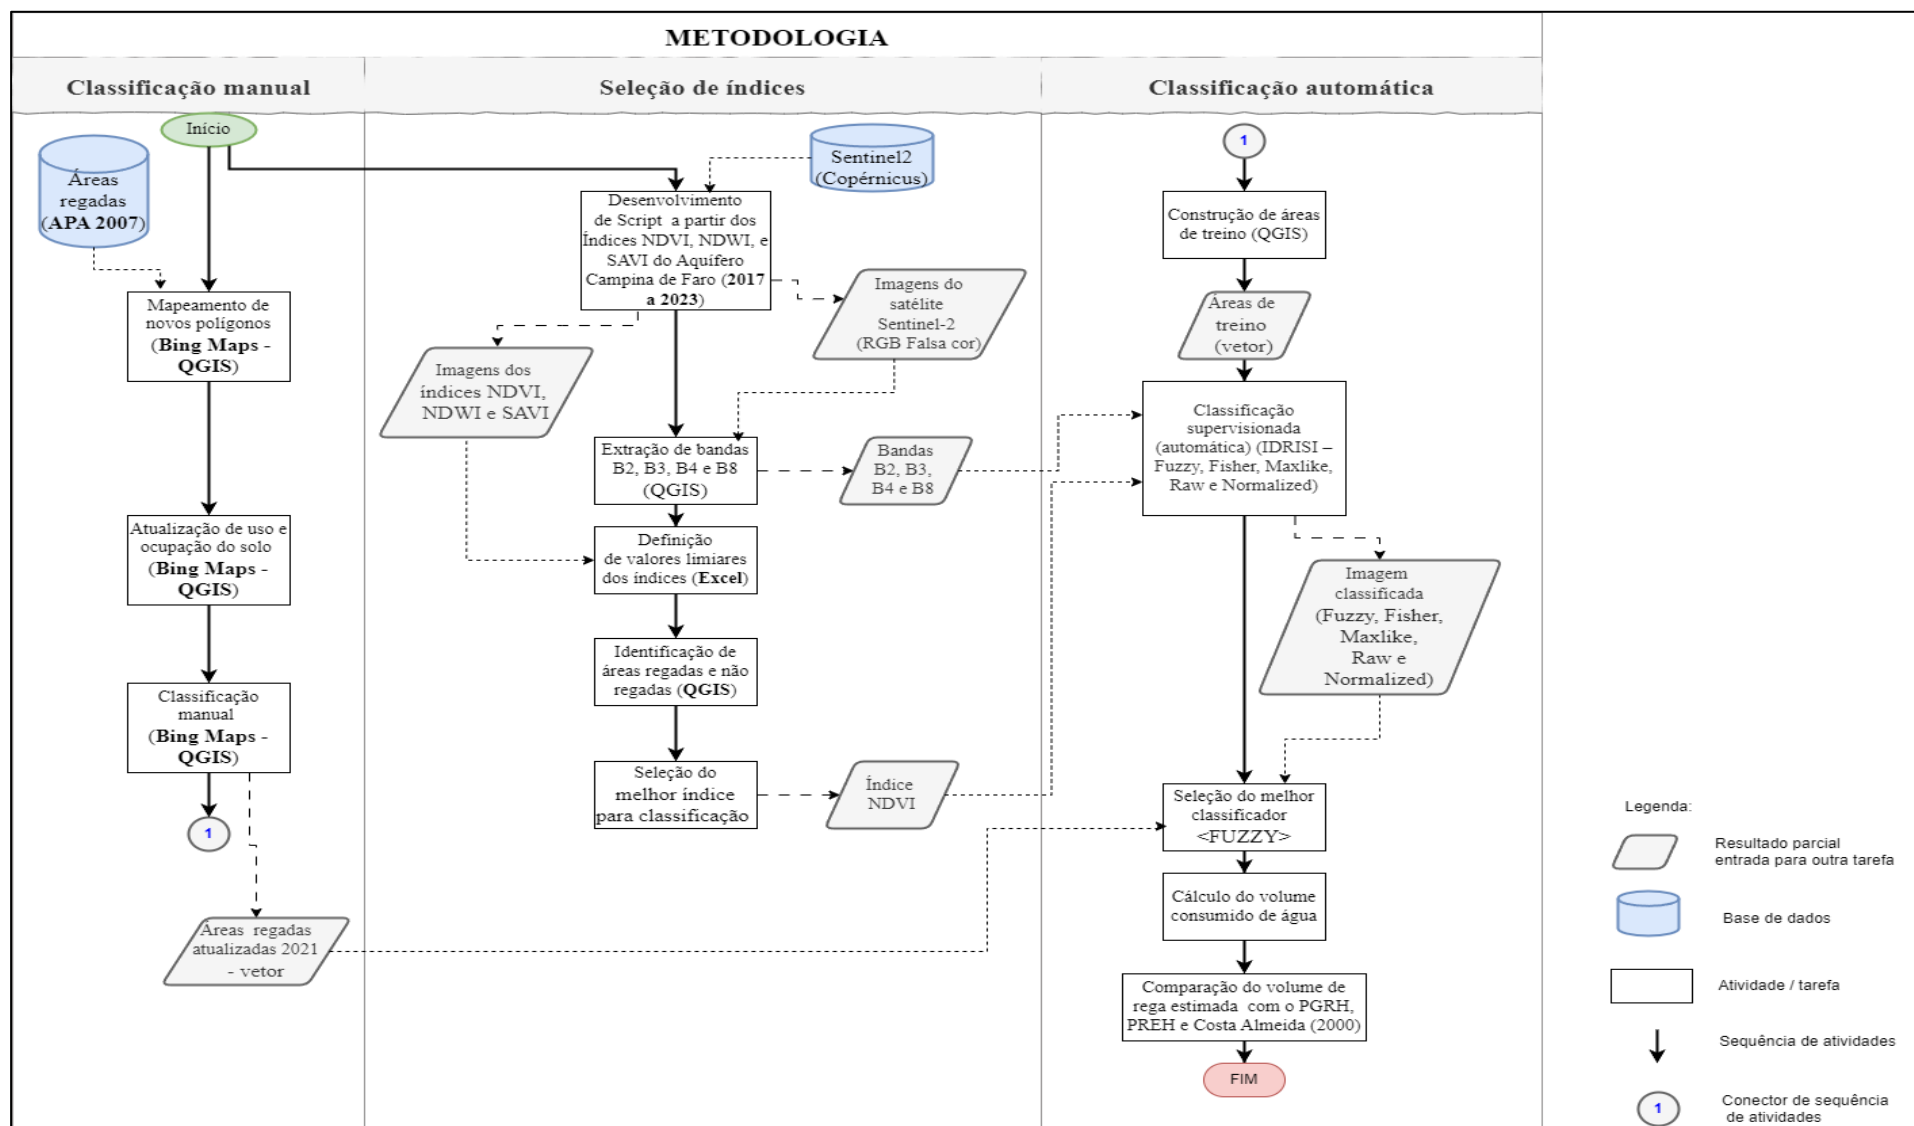 METODOLOGIA
Classificação manual
Seleção de índices
Classificação automática
Início
Áreas
regadas
(APA 2007)
Mapeamento de
novos polígonos
(Bing Maps -
QGIS)
Atualização de uso e
ocupação do solo
(Bing Maps -
QGIS)
Classificação
manual
(Bing Maps -
QGIS)
1
Áreas regadas
atualizadas 2021
- vetor
Sentinel2
(Copérnicus)
Desenvolvimento
de Script a partir dos
Índices NDVI, NDWI, e
SAVI do Aquífero
Campina de Faro (2017
a 2023)
Imagens do
satélite
Sentinel-2
(RGB Falsa cor)
Imagens dos
índices NDVI,
NDWI e SAVI
Extração de bandas
B2, B3, B4 e B8
(QGIS)
Bandas
B2, B3,
B4 e B8
Definição
de valores limiares
dos índices (Excel)
Identificação de
áreas regadas e não
regadas (QGIS)
Seleção do
melhor índice
para classificação
Índice
NDVI
1
Construção de áreas
de treino (QGIS)
Áreas de
treino
(vetor)
Classificação
supervisionada
(automática) (IDRISI –
Fuzzy, Fisher, Maxlike,
Raw e Normalized)
Imagem
classificada
(Fuzzy, Fisher,
Maxlike,
Raw e
Normalized)
Seleção do melhor
classificador
<FUZZY>
Cálculo do volume
consumido de água
Comparação do volume de
rega estimada com o PGRH,
PREH e Costa Almeida (2000)
FIM
Legenda:
Resultado parcial
entrada para outra tarefa
Base de dados
Atividade / tarefa
Sequência de atividades
1
Conector de sequência
de atividades